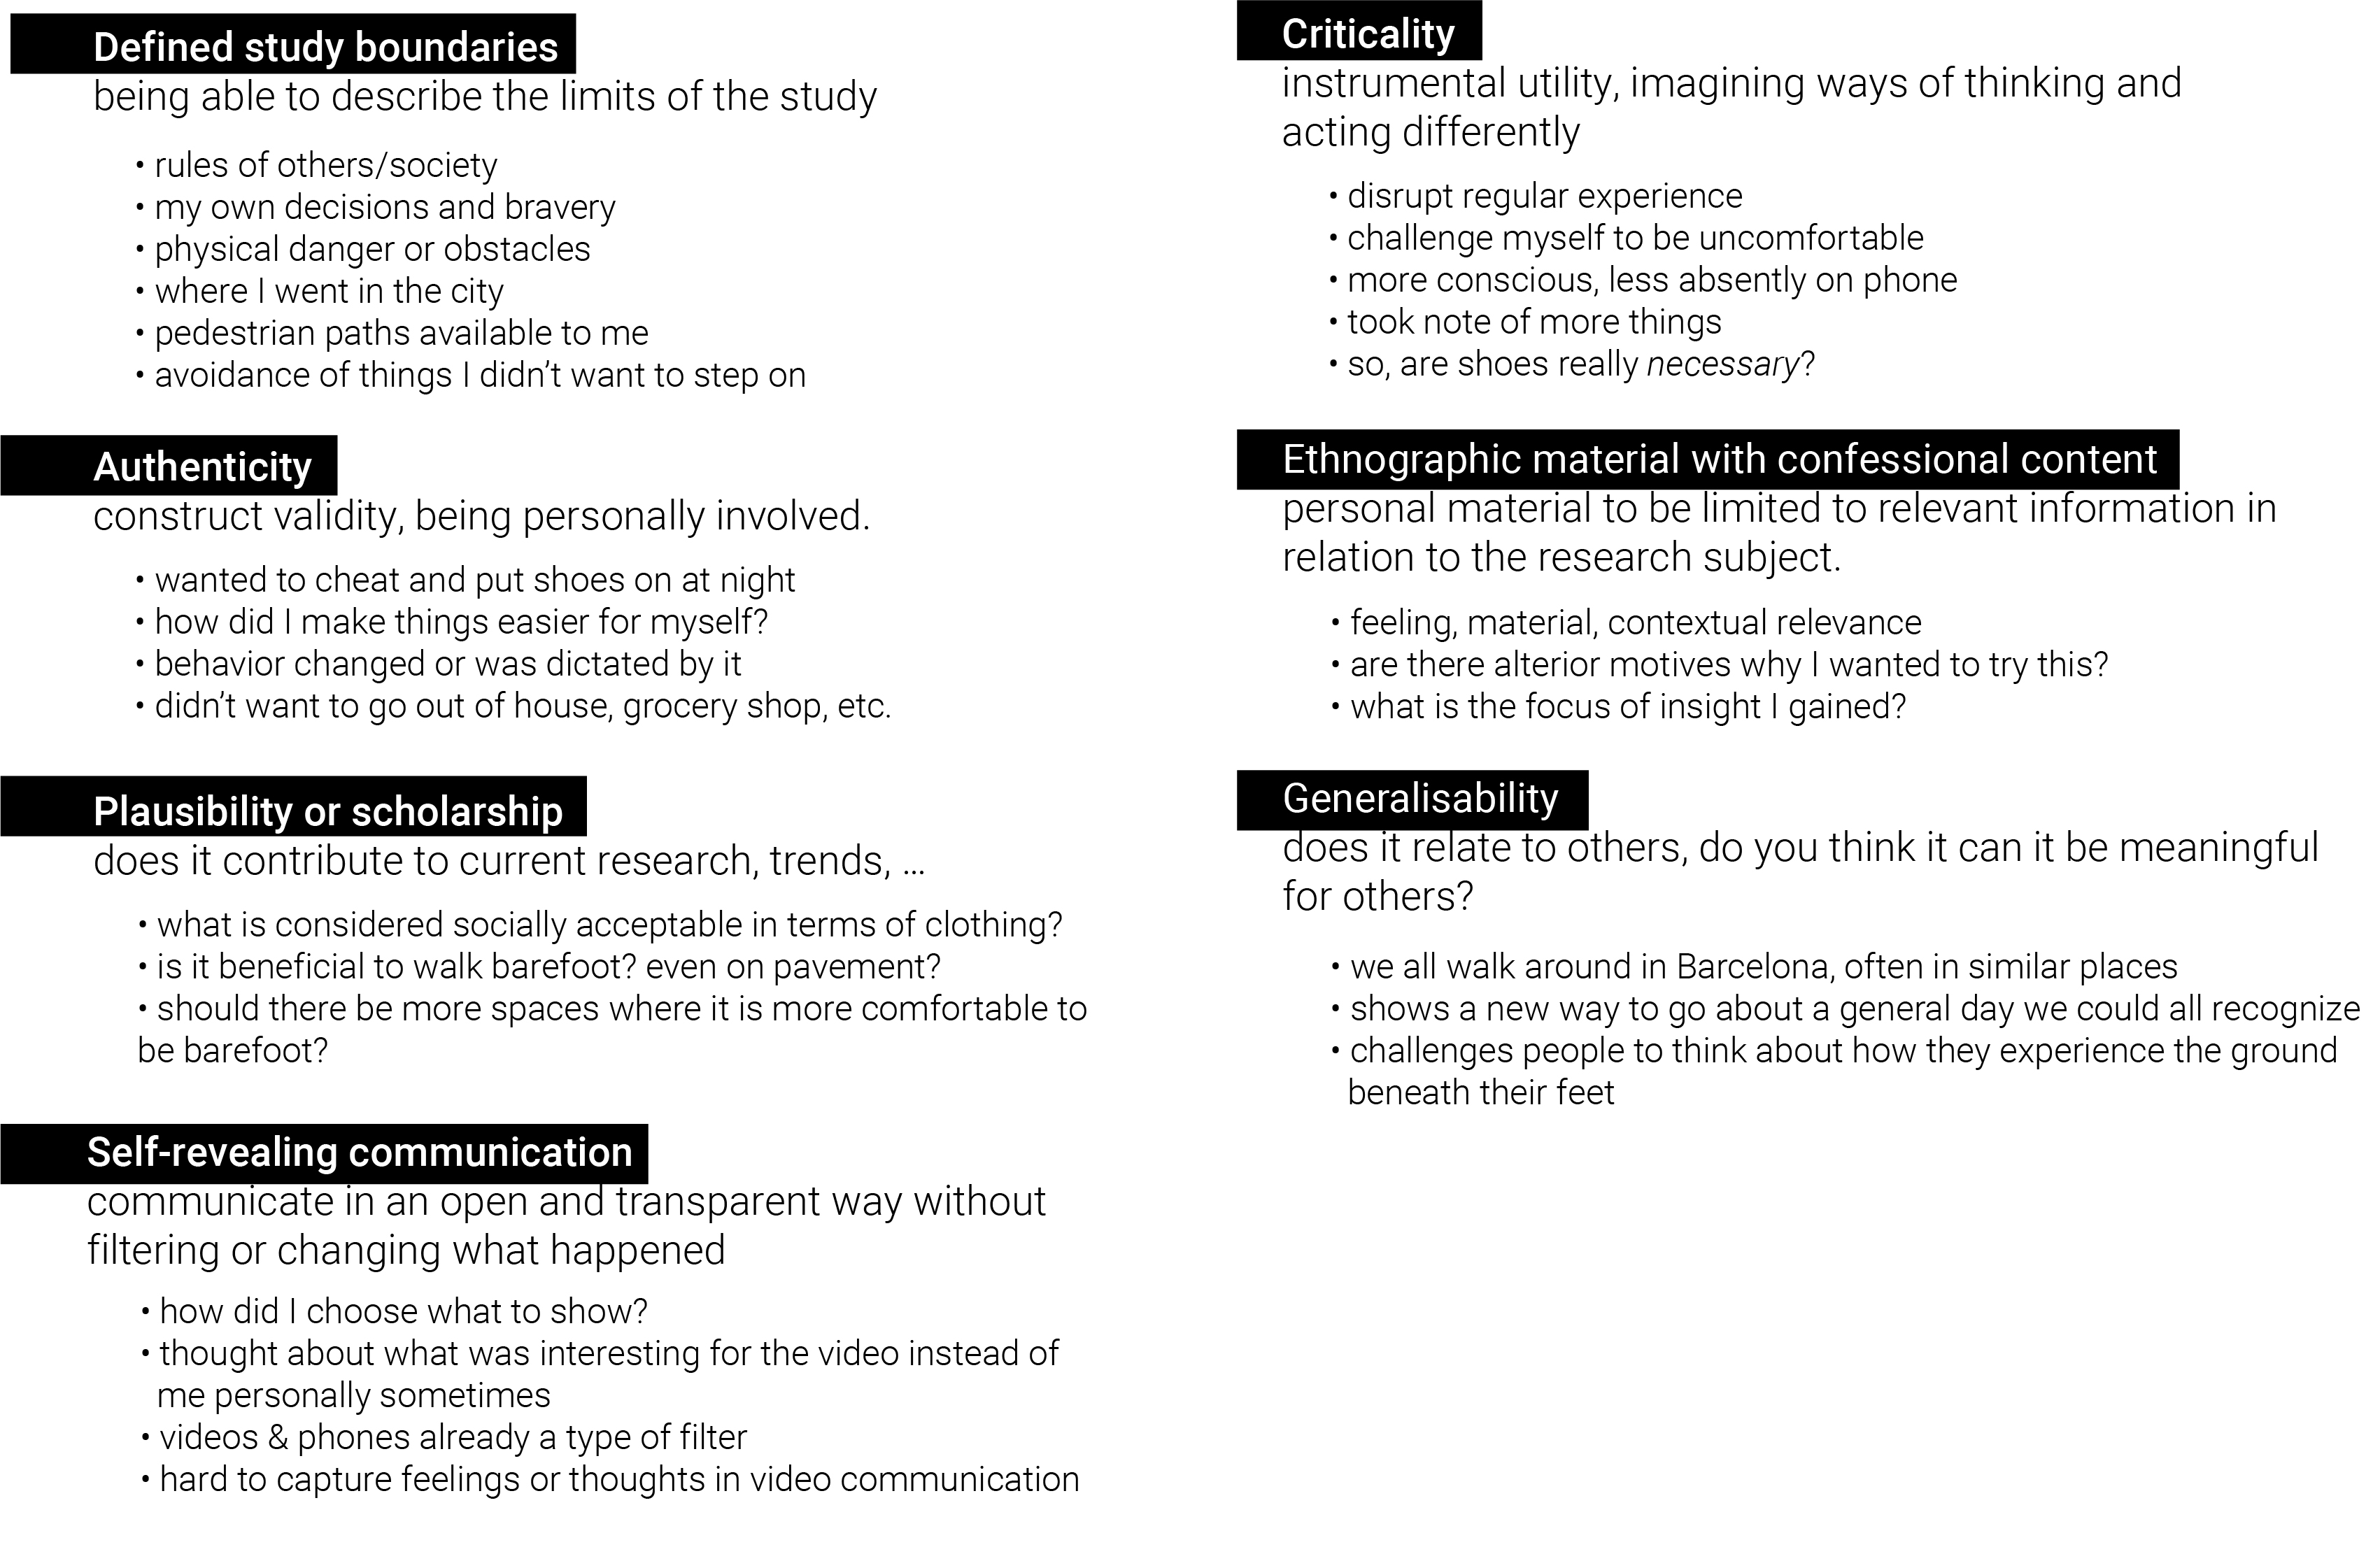 Defined study boundaries
being able to describe the limits of the study
• rules of others/society
• my own decisions and bravery
• physical danger or obstacles
• where I went in the city
• pedestrian paths available to me
• avoidance of things I didn’t want to step on
Authenticity
construct validity, being personally involved.
• wanted to cheat and put shoes on at night
• how did I make things easier for myself?
• behavior changed or was dictated by it
• didn’t want to go out of house, grocery shop, etc.
Plausibility or scholarship
does it contribute to current research, trends, ...
• what is considered socially acceptable in terms of clothing?
• is it beneficial to walk barefoot? even on pavement?
• should there be more spaces where it is more comfortable to
be barefoot?
Self-revealing communication
communicate in an open and transparent way without
filtering or changing what happened
• how did I choose what to show?
• thought about what was interesting for the video instead of
me personally sometimes
• videos & phones already a type of filter
• hard to capture feelings or thoughts in video communication
Criticality
instrumental utility, imagining ways of thinking and
acting differently
• disrupt regular experience
• challenge myself to be uncomfortable
• more conscious, less absently on phone
• took note of more things
• so, are shoes really necessary?
Ethnographic material with confessional content
personal material to be limited to relevant information in
relation to the research subject.
• feeling, material, contextual relevance
• are there alterior motives why I wanted to try this?
• what is the focus of insight I gained?
Generalisability
does it relate to others, do you think it can it be meaningful
for others?
• we all walk around in Barcelona, often in similar places
• shows a new way to go about a general day we could all recognize
• challenges people to think about how they experience the ground
beneath their feet